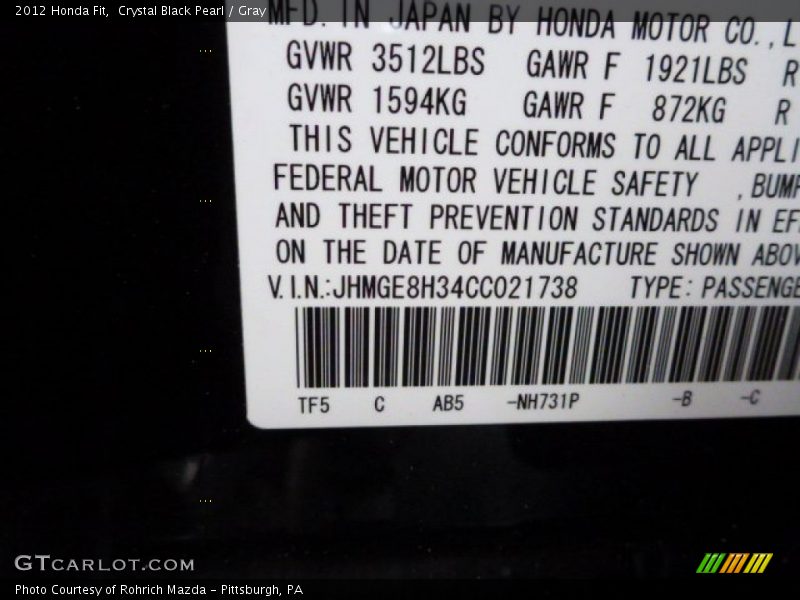 2012 Honda Fit,  Crystal Black Pearl / Gray
MFD. IN JAPAN BY HONDA MOTOR CO., L
GVWR 3512LBS GAWR F 1921LBS R
GVWR 1594KG GAWR F 872KG R
THIS VEHICLE CONFORMS TO ALL APPLI
FEDERAL MOTOR VEHICLE SAFETY ,BUMP
AND THEFT PREVENTION STANDARDS IN EF
ON THE DATE OF MANUFACTURE SHOWN ABOV
V.I.N.:JHMGE8H34CC021738 TYPE: PASSENGE
TF5 C AB5 -NH731P -B -C
GTCARLOT.COM
Photo Courtesy of Rohrich Mazda - Pittsburgh, PA